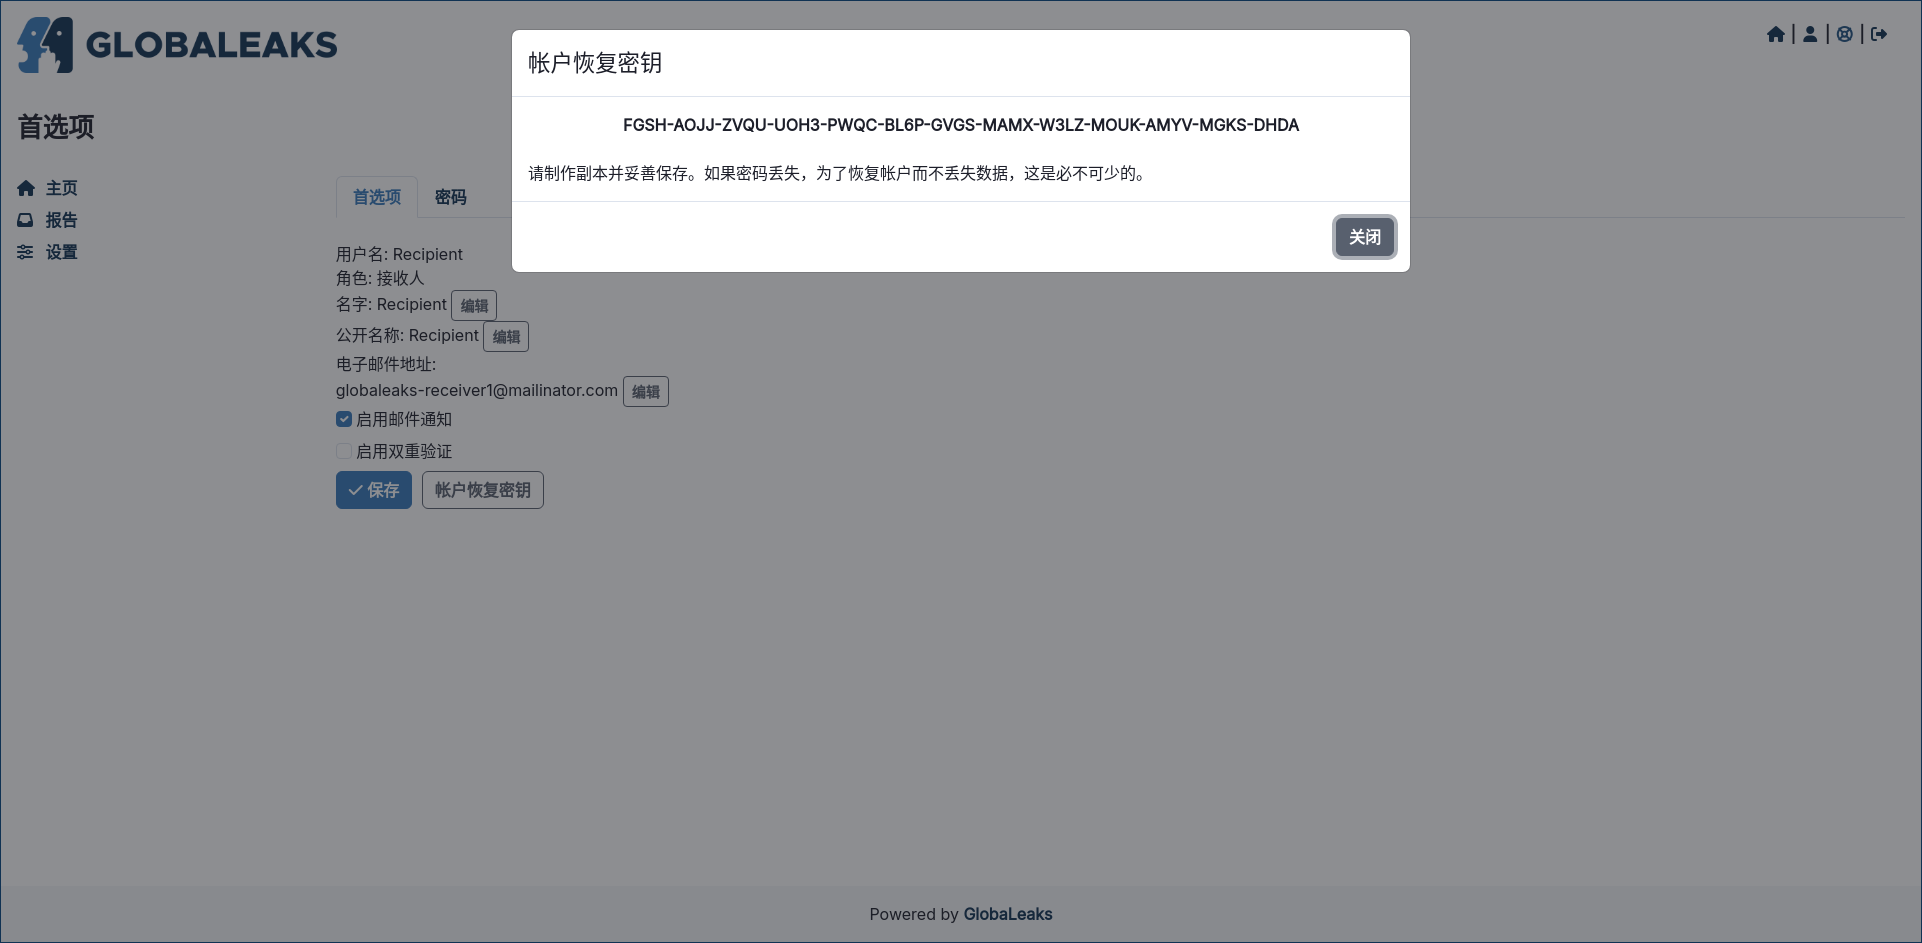 GLOBALEAKS
首选项
主页
报告
设置
首选项 密码
用户名: Recipient
角色: 接收人
名字: Recipient 编辑
公开名称: Recipient 编辑
电子邮件地址:
globaleaks-receiver1@mailinator.com 编辑
启用邮件通知
启用双重验证
保存 帐户恢复密钥
帐户恢复密钥
FGSH-AOJJ-ZVQU-UOH3-PWQC-BL6P-GVGS-MAMX-W3LZ-MOUK-AMYV-MGKS-DHDA
请制作副本并妥善保存。如果密码丢失，为了恢复帐户而不丢失数据，这是必不可少的。
关闭
Powered by GlobaLeaks